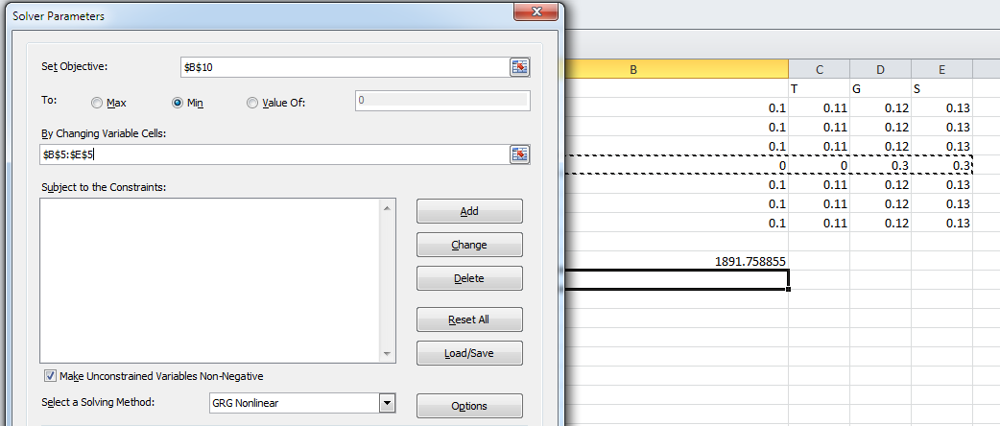 Solver Parameters
Set Objective: $B$10
To: Max Min Value Of: 0
By Changing Variable Cells:
$B$5:$E$5
Subject to the Constraints:
Add
Change
Delete
Reset All
Load/Save
Make Unconstrained Variables Non-Negative
Select a Solving Method: GRG Nonlinear
Options
B C D E
T G S
0.1 0.11 0.12 0.13
0.1 0.11 0.12 0.13
0.1 0.11 0.12 0.13
0 0 0.3 0.3
0.1 0.11 0.12 0.13
0.1 0.11 0.12 0.13
0.1 0.11 0.12 0.13
1891.758855